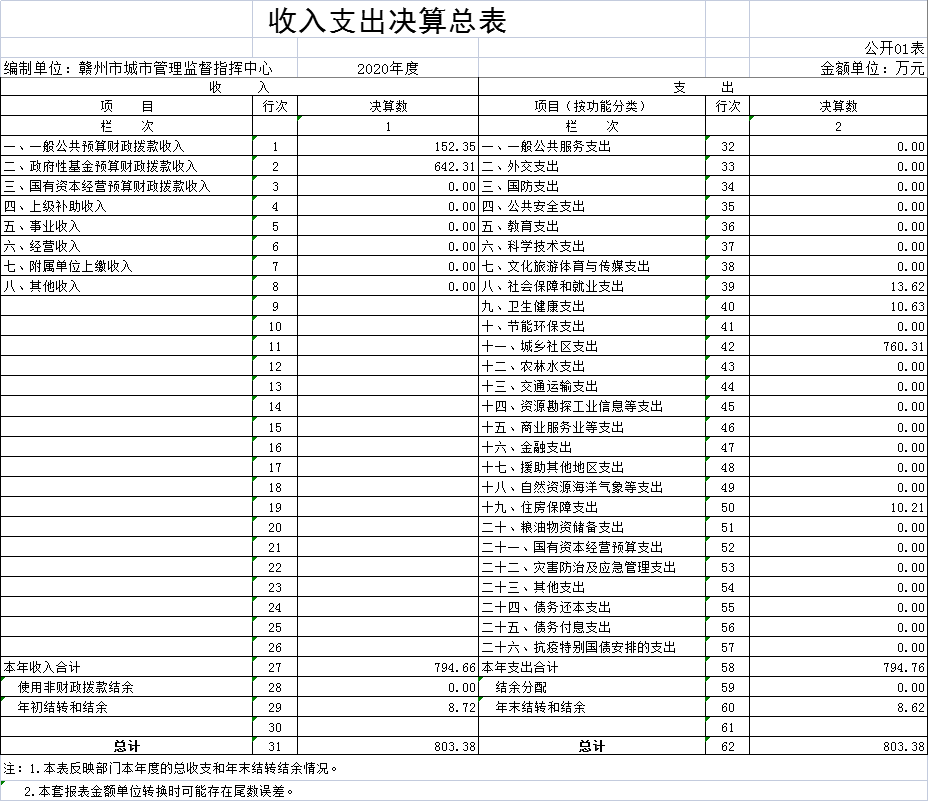 收入支出决算总表
公开01表
编制单位：赣州市城市管理监督指挥中心 2020年度 金额单位：万元
收 入 支 出
项 目 行次 决算数 项目（按功能分类） 行次 决算数
栏 次 1 栏 次 2
一、一般公共预算财政拨款收入 1 152.35 一、一般公共服务支出 32 0.00
二、政府性基金预算财政拨款收入 2 642.31 二、外交支出 33 0.00
三、国有资本经营预算财政拨款收入 3 0.00 三、国防支出 34 0.00
四、上级补助收入 4 0.00 四、公共安全支出 35 0.00
五、事业收入 5 0.00 五、教育支出 36 0.00
六、经营收入 6 0.00 六、科学技术支出 37 0.00
七、附属单位上缴收入 7 0.00 七、文化旅游体育与传媒支出 38 0.00
八、其他收入 8 0.00 八、社会保障和就业支出 39 13.62
9 九、卫生健康支出 40 10.63
10 十、节能环保支出 41 0.00
11 十一、城乡社区支出 42 760.31
12 十二、农林水支出 43 0.00
13 十三、交通运输支出 44 0.00
14 十四、资源勘探工业信息等支出 45 0.00
15 十五、商业服务业等支出 46 0.00
16 十六、金融支出 47 0.00
17 十七、援助其他地区支出 48 0.00
18 十八、自然资源海洋气象等支出 49 0.00
19 十九、住房保障支出 50 10.21
20 二十、粮油物资储备支出 51 0.00
21 二十一、国有资本经营预算支出 52 0.00
22 二十二、灾害防治及应急管理支出 53 0.00
23 二十三、其他支出 54 0.00
24 二十四、债务还本支出 55 0.00
25 二十五、债务付息支出 56 0.00
26 二十六、抗疫特别国债安排的支出 57 0.00
本年收入合计 27 794.66 本年支出合计 58 794.76
使用非财政拨款结余 28 0.00 结余分配 59 0.00
年初结转和结余 29 8.72 年末结转和结余 60 8.62
30 61
总计 31 803.38 总计 62 803.38
注：1.本表反映部门本年度的总收支和年末结转结余情况。
2.本套报表金额单位转换时可能存在尾数误差。